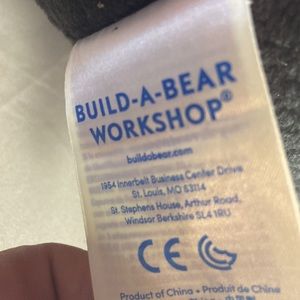 BUILD-A-BEAR
WORKSHOP®
buildabear.com
1954 Innerbelt Business Center Drive
St. Louis, MO 63114
St. Stephens House, Arthur Road,
Windsor Berkshire SL4 1RU
CE
Product of China • Produit de Chine